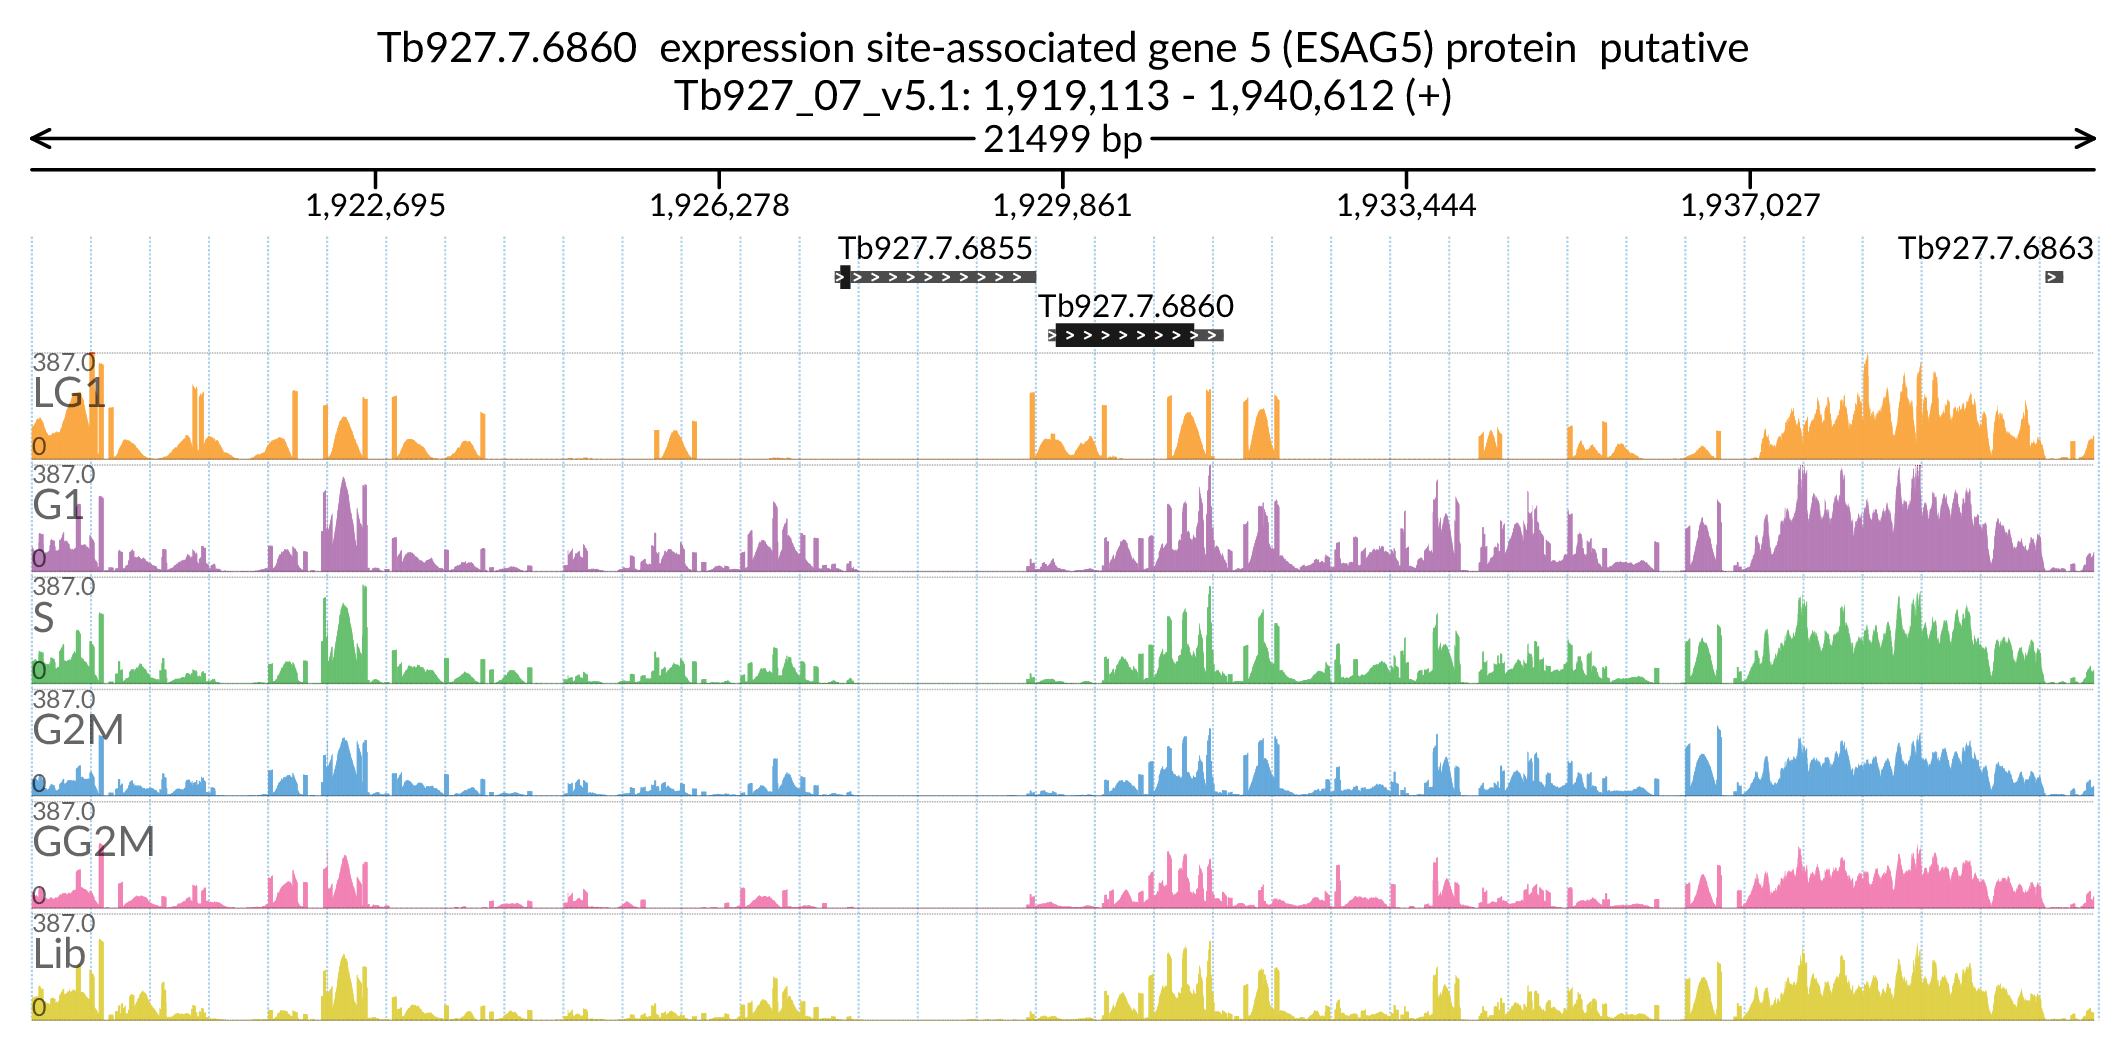 Tb927.7.6860  expression site-associated gene 5 (ESAG5) protein  putative
Tb927_07_v5.1: 1,919,113 - 1,940,612 (+)
21499 bp
1,922,695 1,926,278 1,929,861 1,933,444 1,937,027
Tb927.7.6855 Tb927.7.6863
Tb927.7.6860
387.0
LG1
0
387.0
G1
0
387.0
S
0
387.0
G2M
0
387.0
GG2M
0
387.0
Lib
0